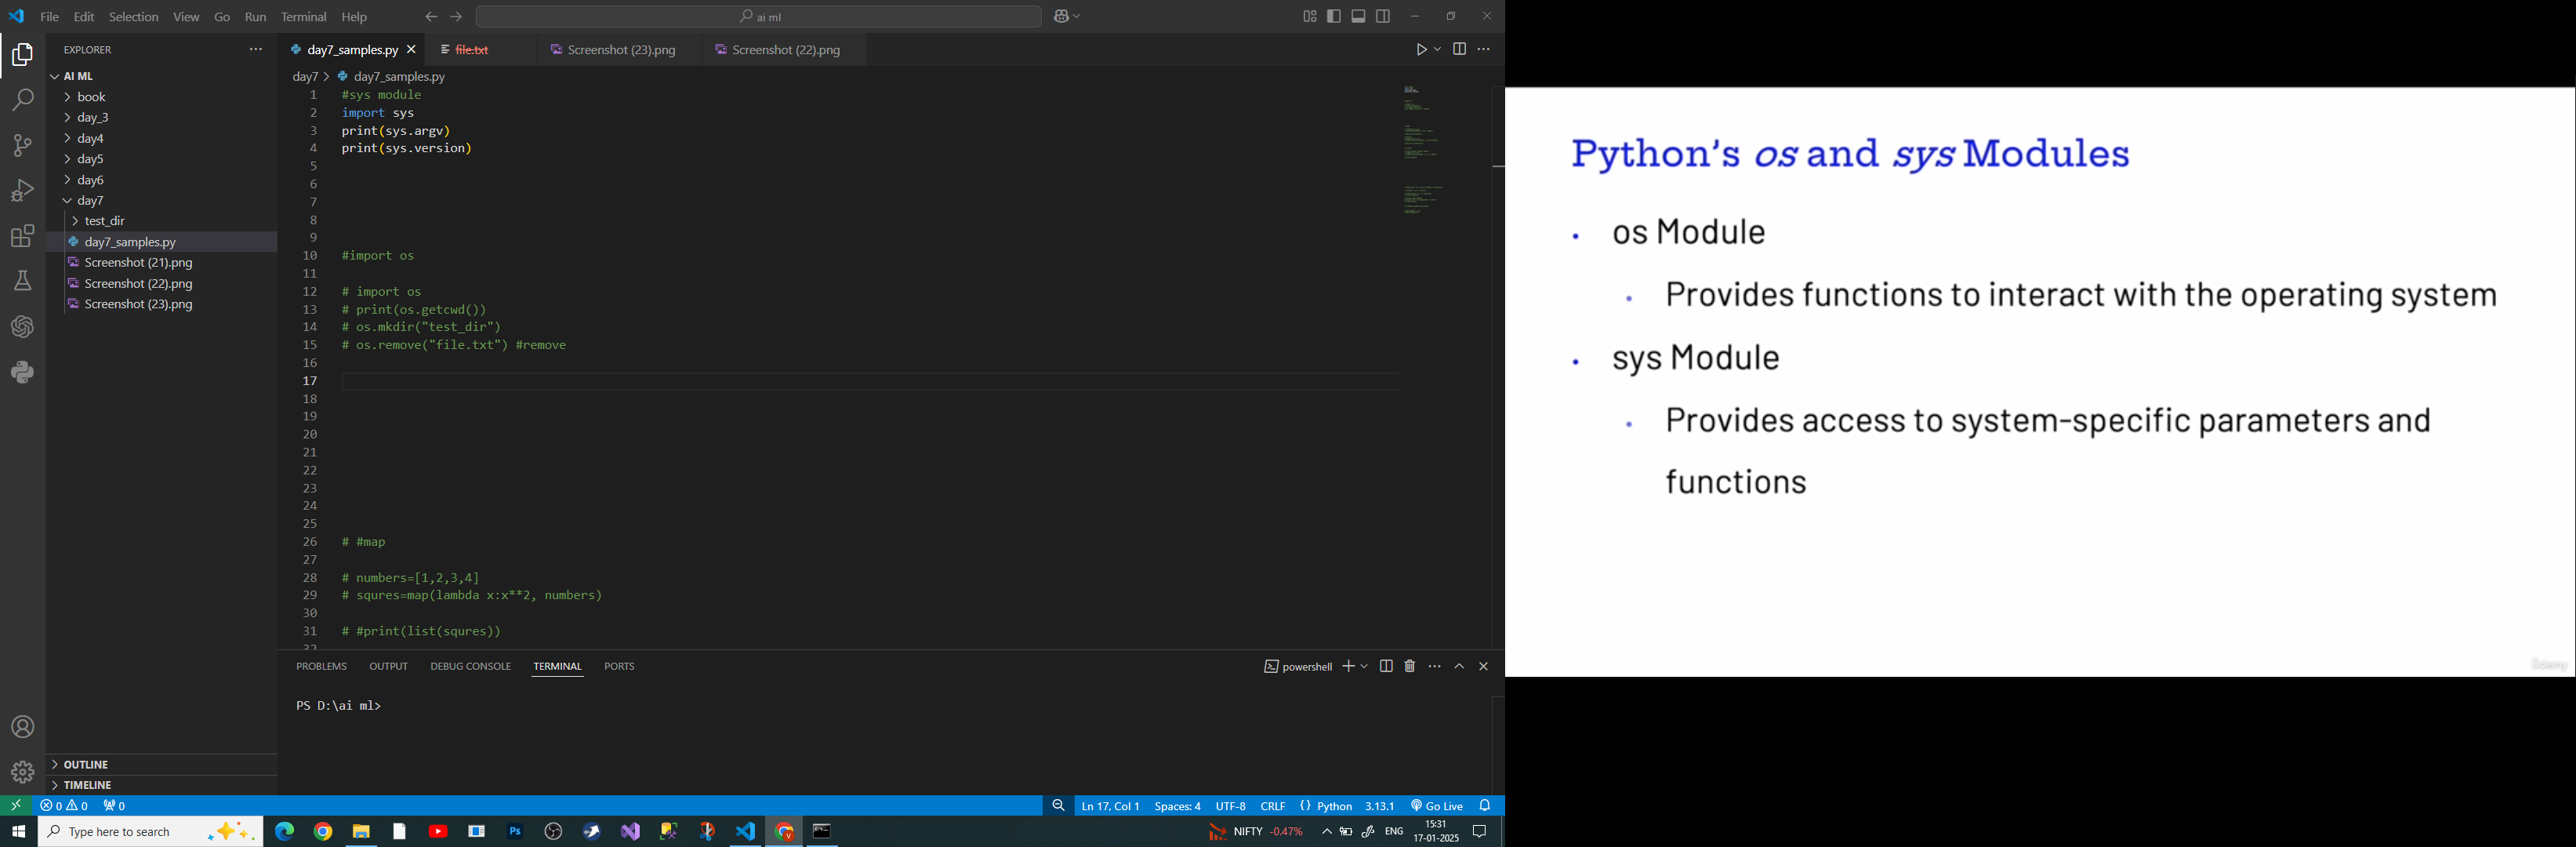 File Edit Selection View Go Run Terminal Help
ai ml
EXPLORER
AI ML
book
day_3
day4
day5
day6
day7
test_dir
day7_samples.py
Screenshot (21).png
Screenshot (22).png
Screenshot (23).png
OUTLINE
TIMELINE
day7_samples.py file.txt Screenshot (23).png Screenshot (22).png
day7 > day7_samples.py
1 #sys module
2 import sys
3 print(sys.argv)
4 print(sys.version)
5
6
7
8
9
10 #import os
11
12 # import os
13 # print(os.getcwd())
14 # os.mkdir("test_dir")
15 # os.remove("file.txt") #remove
16
17
18
19
20
21
22
23
24
25
26 # #map
27
28 # numbers=[1,2,3,4]
29 # squres=map(lambda x:x**2, numbers)
30
31 # #print(list(squres))
32
PROBLEMS OUTPUT DEBUG CONSOLE TERMINAL PORTS
powershell
PS D:\ai ml>
0 0 0
Ln 17, Col 1 Spaces: 4 UTF-8 CRLF {} Python 3.13.1 Go Live
Type here to search
Ps
NIFTY -0.47%
ENG
15:31
17-01-2025
Python's os and sys Modules
• os Module
• Provides functions to interact with the operating system
• sys Module
• Provides access to system-specific parameters and
functions
Udemy